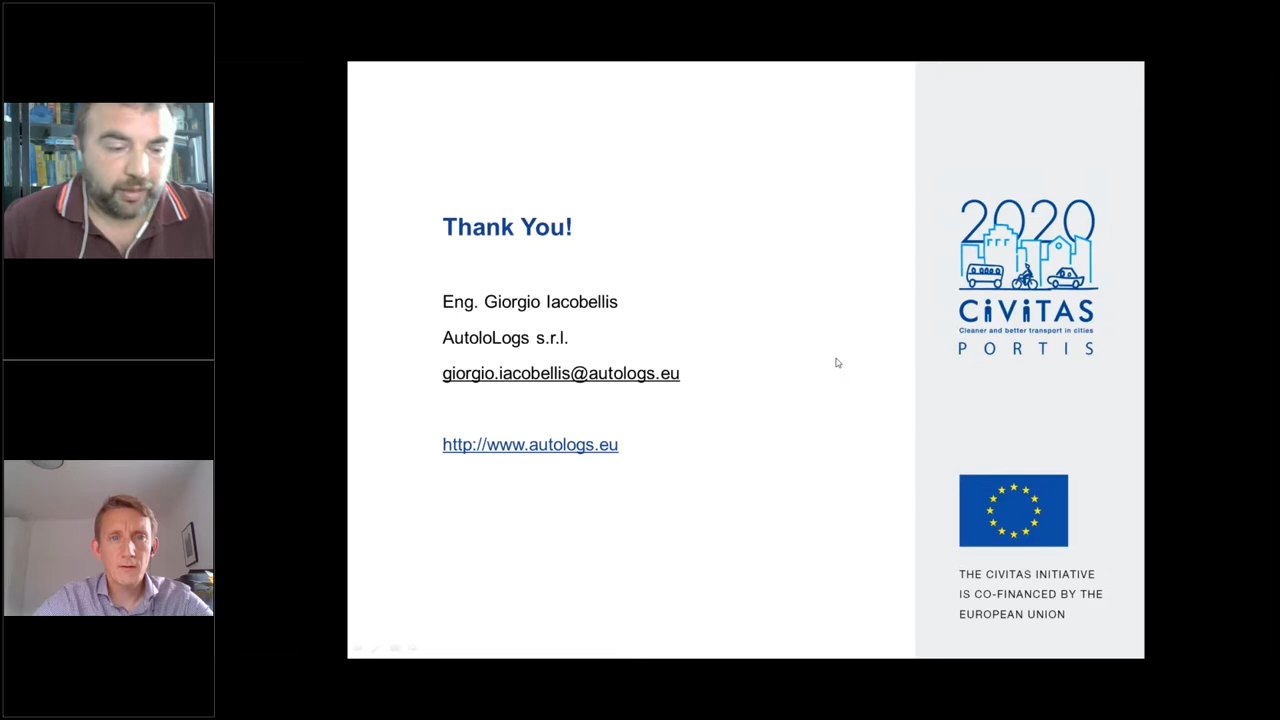 Thank You!
Eng. Giorgio Iacobellis
AutoloLogs s.r.l.
giorgio.iacobellis@autologs.eu
http://www.autologs.eu
2020
CiViTAS
Cleaner and better transport in cities
PORTIS
THE CIVITAS INITIATIVE
IS CO-FINANCED BY THE
EUROPEAN UNION